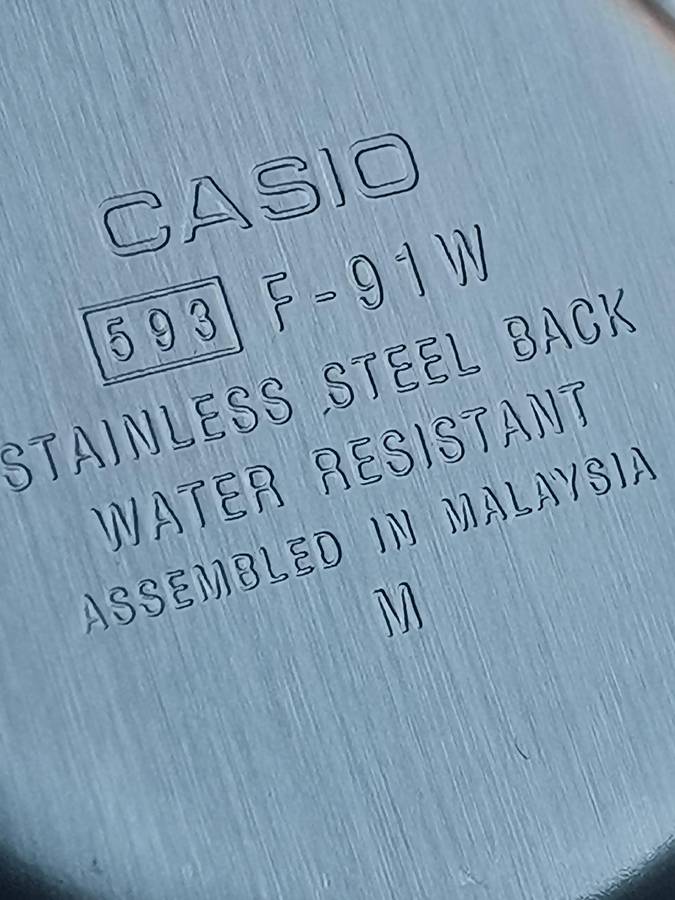 CASIO
593 F-91W
STAINLESS STEEL BACK
WATER RESISTANT
ASSEMBLED IN MALAYSIA
M